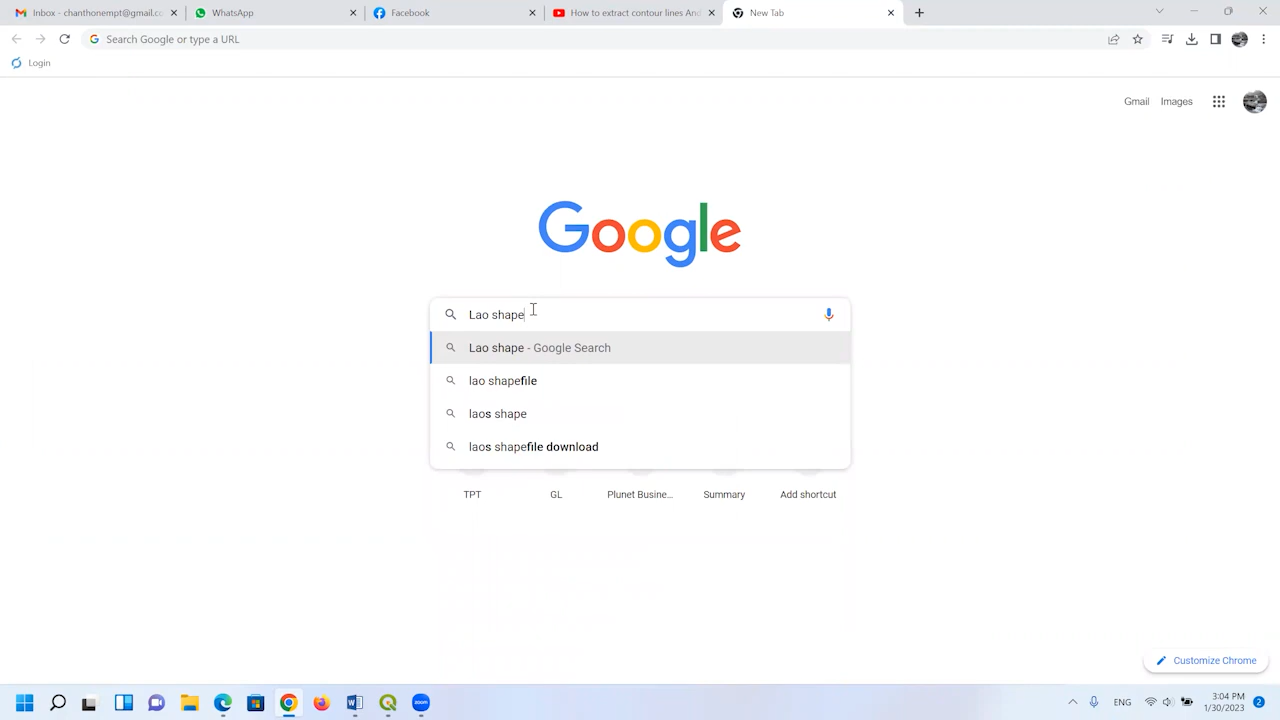 Inbox - chanthonempt@gmail.co
WhatsApp
Facebook
How to extract contour lines And
New Tab
Search Google or type a URL
Login
Gmail
Images
Google
Lao shape
Lao shape - Google Search
lao shapefile
laos shape
laos shapefile download
TPT
GL
Plunet Busine...
Summary
Add shortcut
Customize Chrome
zoom
ENG
3:04 PM
1/30/2023
2